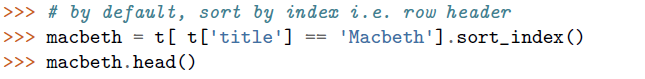 >>> # by default, sort by index i.e. row header
>>> macbeth = t[ t['title'] == 'Macbeth'].sort_index()
>>> macbeth.head()